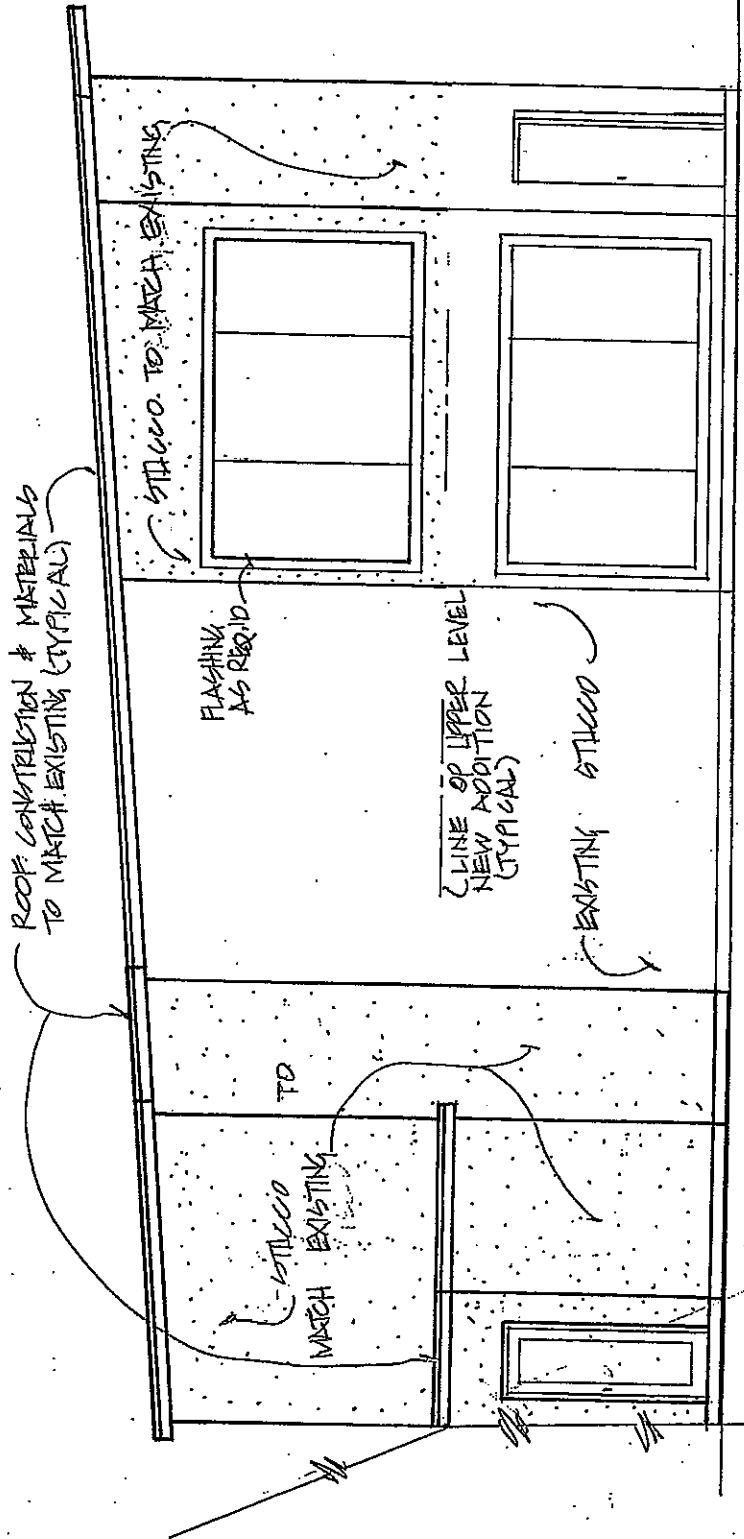 ROOF CONSTRUCTION & MATERIALS
TO MATCH EXISTING (TYPICAL)
STUCCO TO MATCH EXISTING
FLASHING
AS REQ'D
STUCCO TO
MATCH EXISTING
LINE OF UPPER LEVEL
NEW ADDITION
(TYPICAL)
EXISTING STUCCO